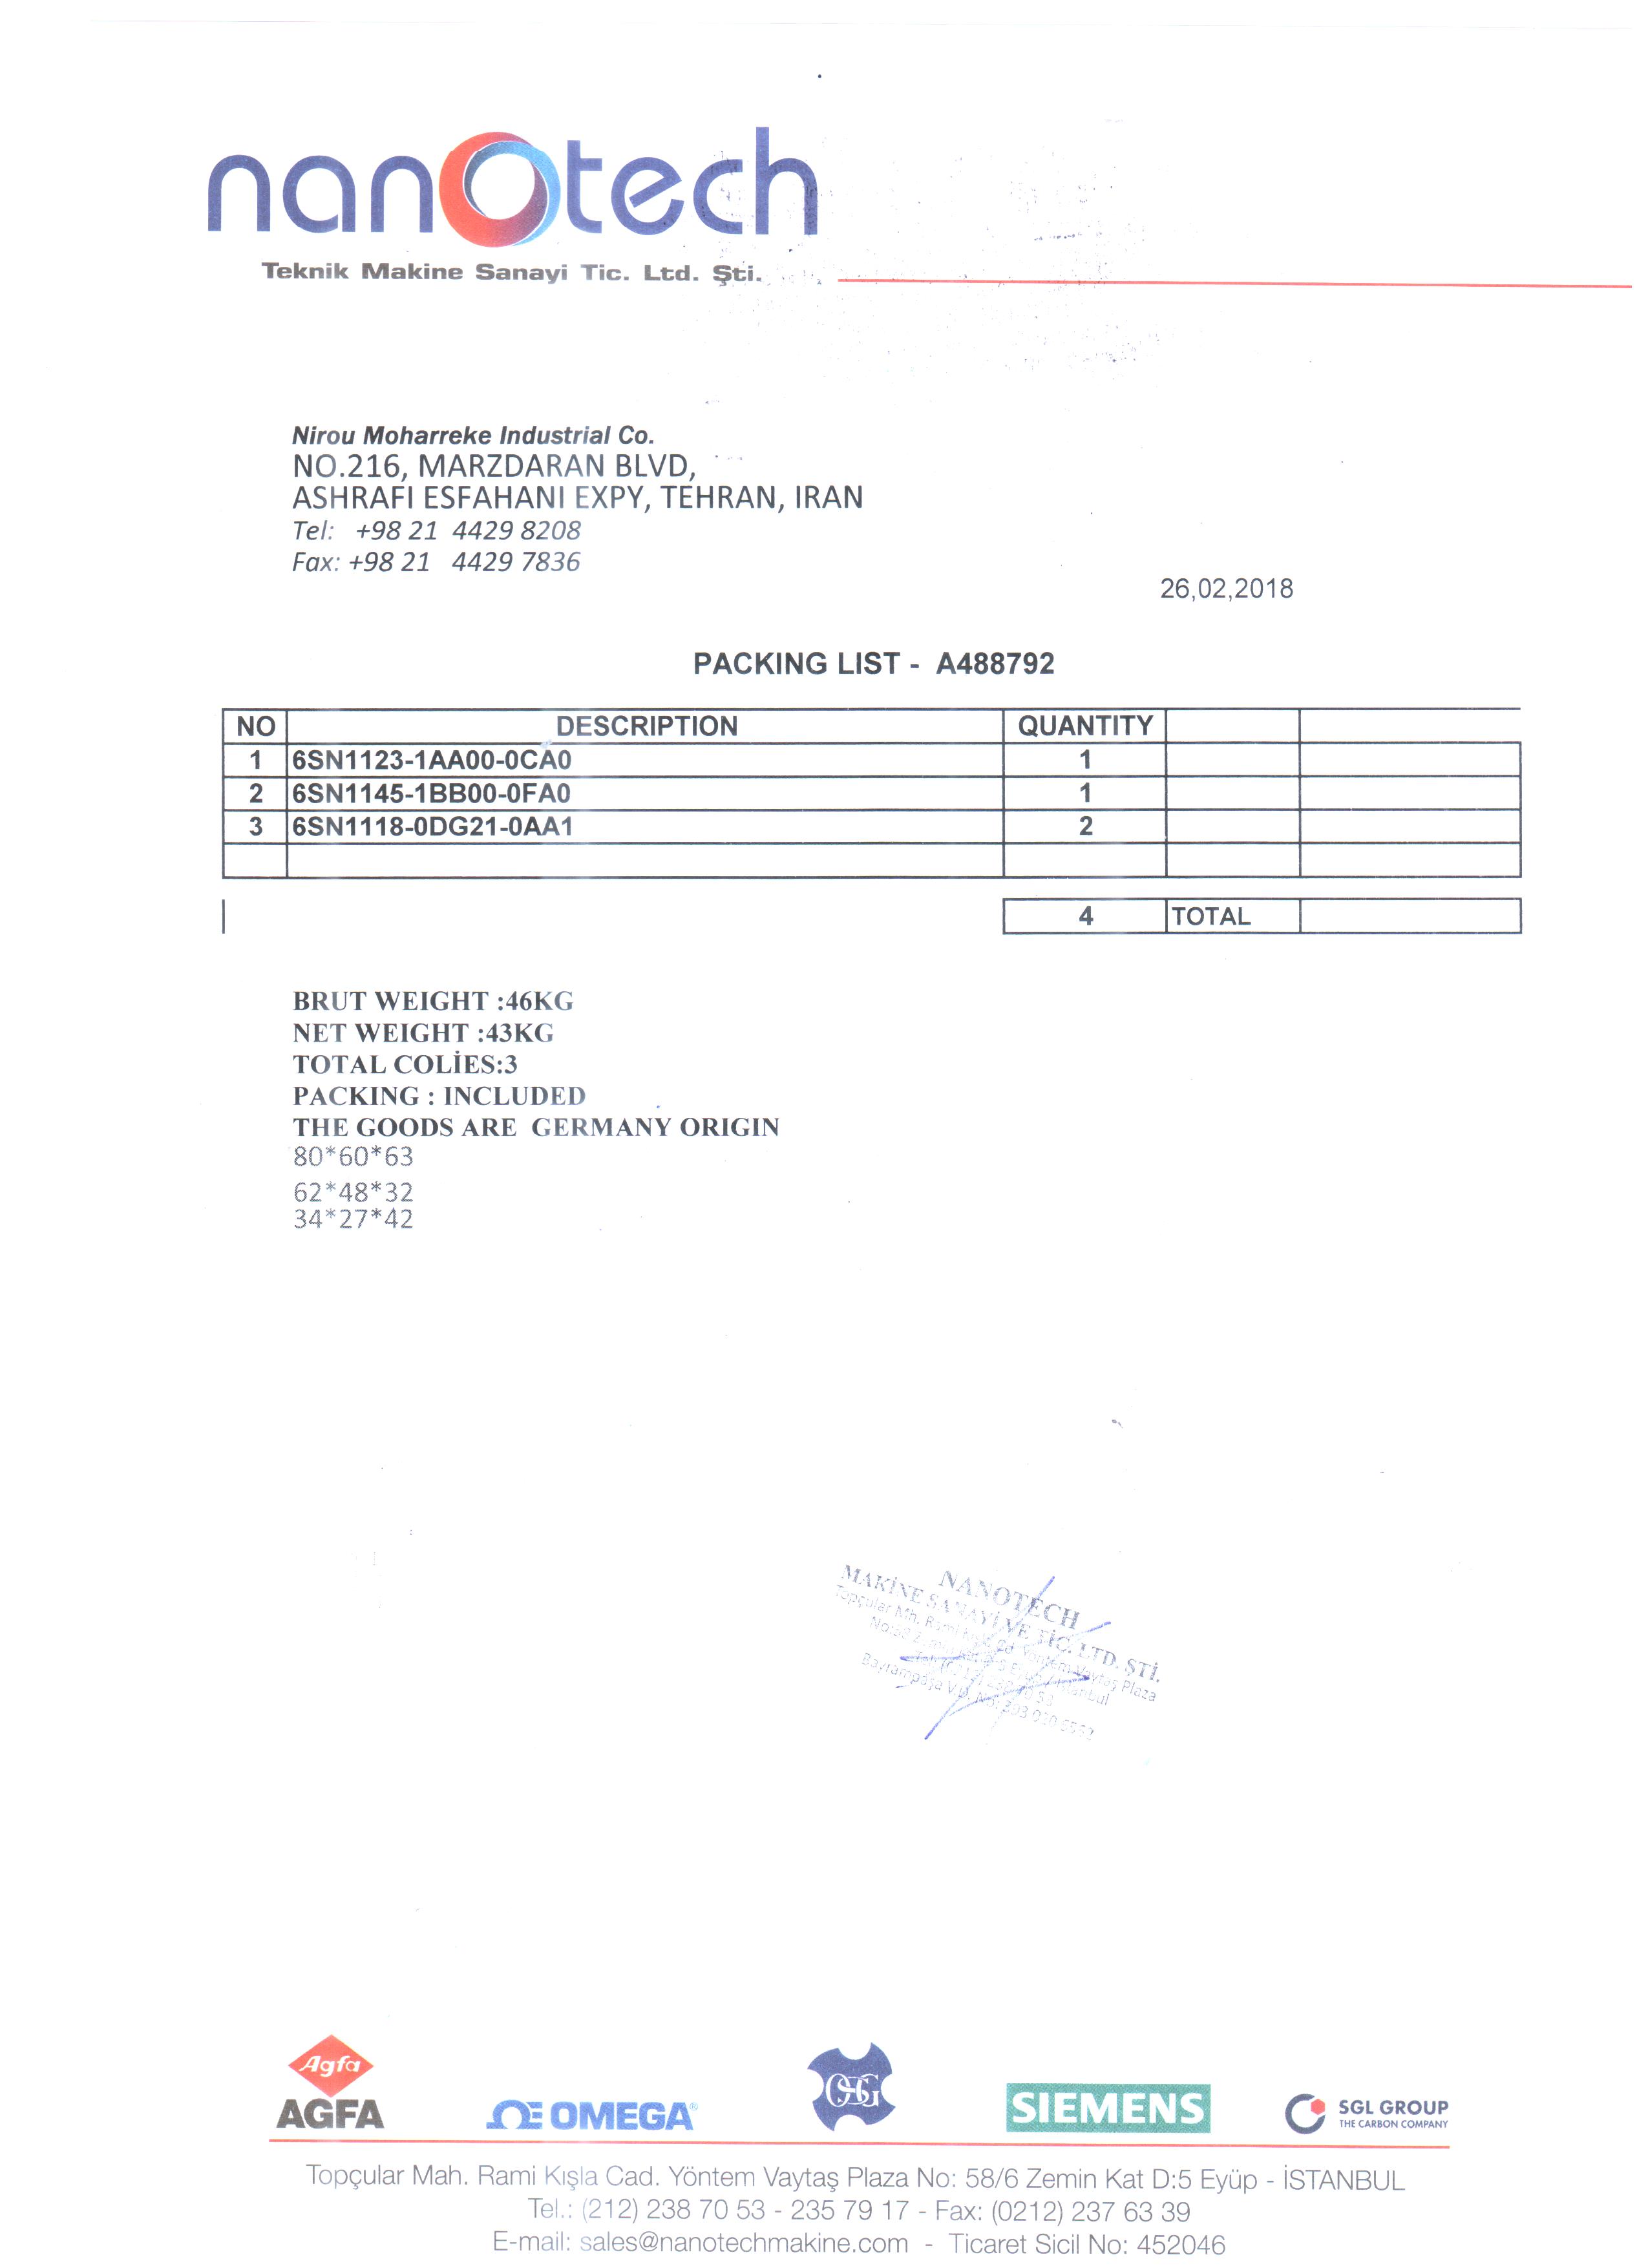 nanotech
Teknik Makine Sanayi Tic. Ltd. Şti.
Nirou Moharreke Industrial Co.
NO.216, MARZDARAN BLVD,
ASHRAFI ESFAHANI EXPY, TEHRAN, IRAN
Tel: +98 21 4429 8208
Fax: +98 21 4429 7836
26,02,2018
PACKING LIST - A488792
NO DESCRIPTION QUANTITY
1 6SN1123-1AA00-0CA0 1
2 6SN1145-1BB00-0FA0 1
3 6SN1118-0DG21-0AA1 2
4 TOTAL
BRUT WEIGHT :46KG
NET WEIGHT :43KG
TOTAL COLİES:3
PACKING : INCLUDED
THE GOODS ARE GERMANY ORIGIN
80*60*63
62*48*32
34*27*42
NANOTECH
MAKİNE SANAYİ VE TİC. LTD. ŞTİ.
Topçular Mh. Rami Vaytaş Plaza
Bayrampaşa V.D. No:
Agfa
AGFA
OMEGA®
OSG
SIEMENS
SGL GROUP
THE CARBON COMPANY
Topçular Mah. Rami Kışla Cad. Yöntem Vaytaş Plaza No: 58/6 Zemin Kat D:5 Eyüp - İSTANBUL
Tel.: (212) 238 70 53 - 235 79 17 - Fax: (0212) 237 63 39
E-mail: sales@nanotechmakine.com - Ticaret Sicil No: 452046